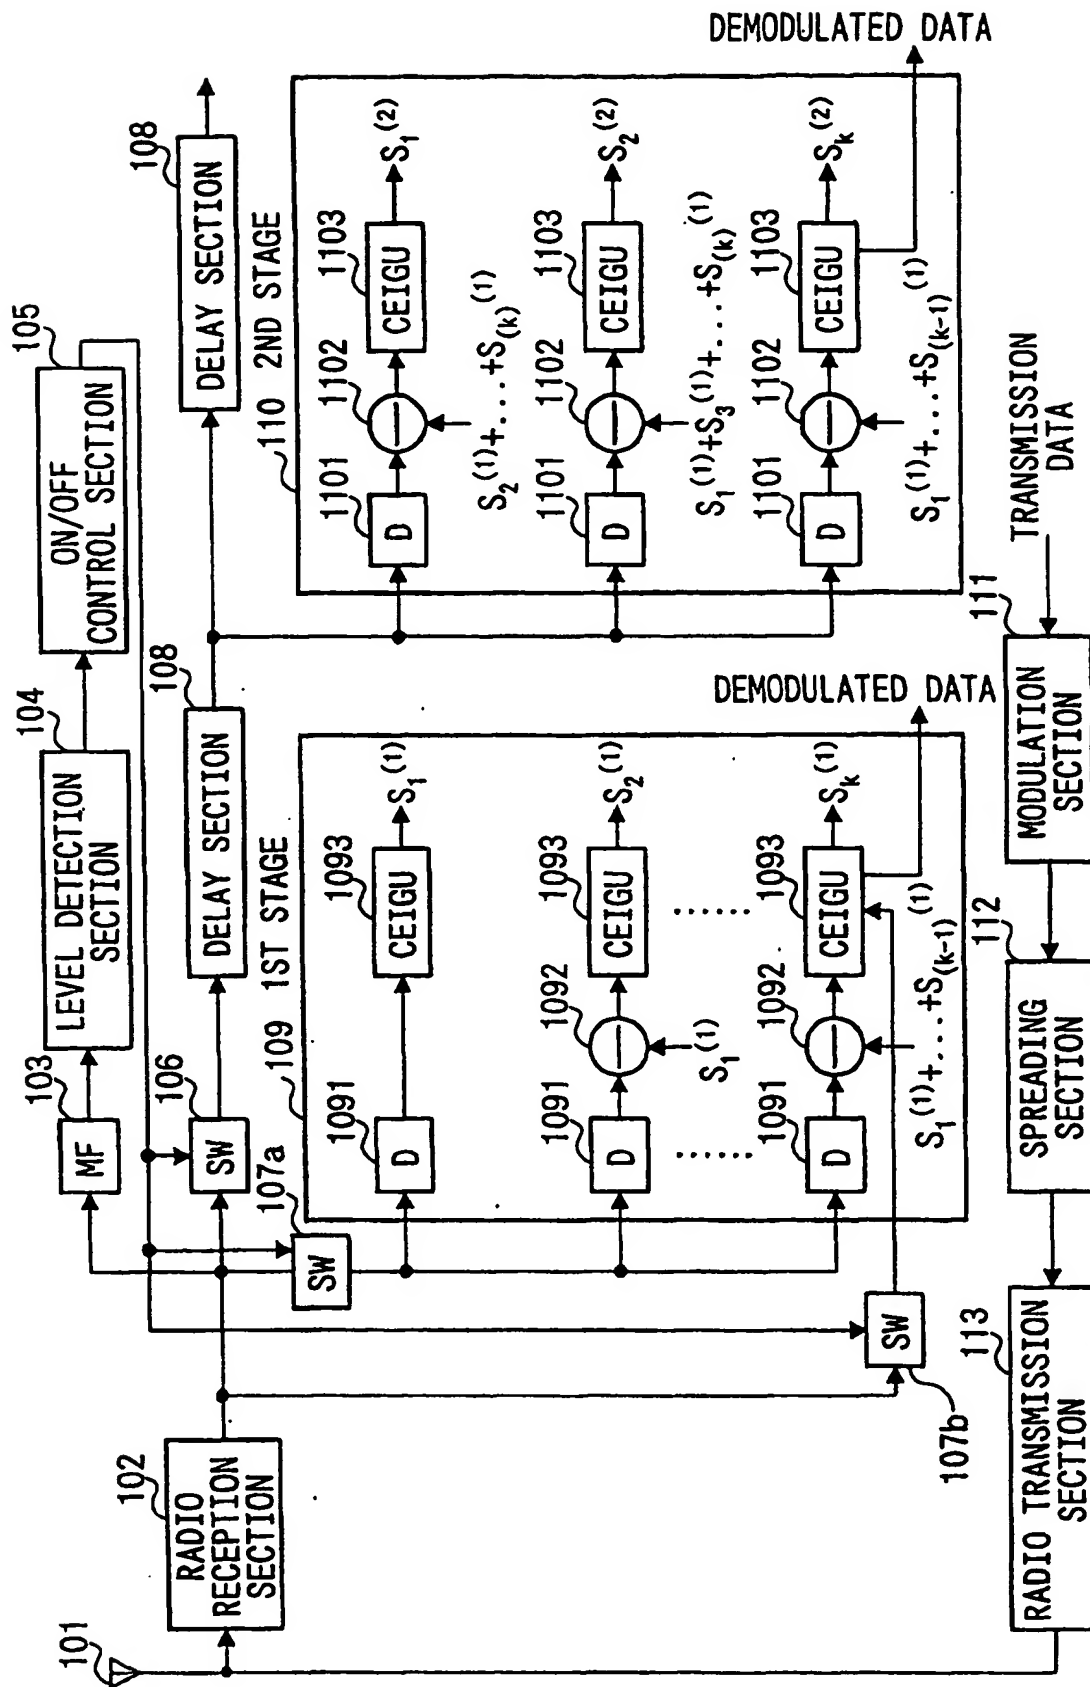 101
102
RADIO
RECEPTION
SECTION
103
MF
104
LEVEL DETECTION
SECTION
105
ON/OFF
CONTROL SECTION
106
SW
108
DELAY SECTION
108
DELAY SECTION
107a
SW
107b
SW
109 1ST STAGE
1091
D
1093
CEIGU
S₁⁽¹⁾
1091
D
1092
S₁⁽¹⁾
1093
CEIGU
S₂⁽¹⁾
......
......
1091
D
1092
S₁⁽¹⁾+....+S₍ₖ₋₁₎⁽¹⁾
1093
CEIGU
Sₖ⁽¹⁾
DEMODULATED DATA
110 2ND STAGE
1101
D
1102
S₂⁽¹⁾+....+S₍ₖ₎⁽¹⁾
1103
CEIGU
S₁⁽²⁾
1101
D
1102
S₁⁽¹⁾+S₃⁽¹⁾+....+S₍ₖ₎⁽¹⁾
1103
CEIGU
S₂⁽²⁾
1101
D
1102
S₁⁽¹⁾+....+S₍ₖ₋₁₎⁽¹⁾
1103
CEIGU
Sₖ⁽²⁾
DEMODULATED DATA
113
RADIO TRANSMISSION
SECTION
112
SPREADING
SECTION
111
MODULATION
SECTION
TRANSMISSION
DATA